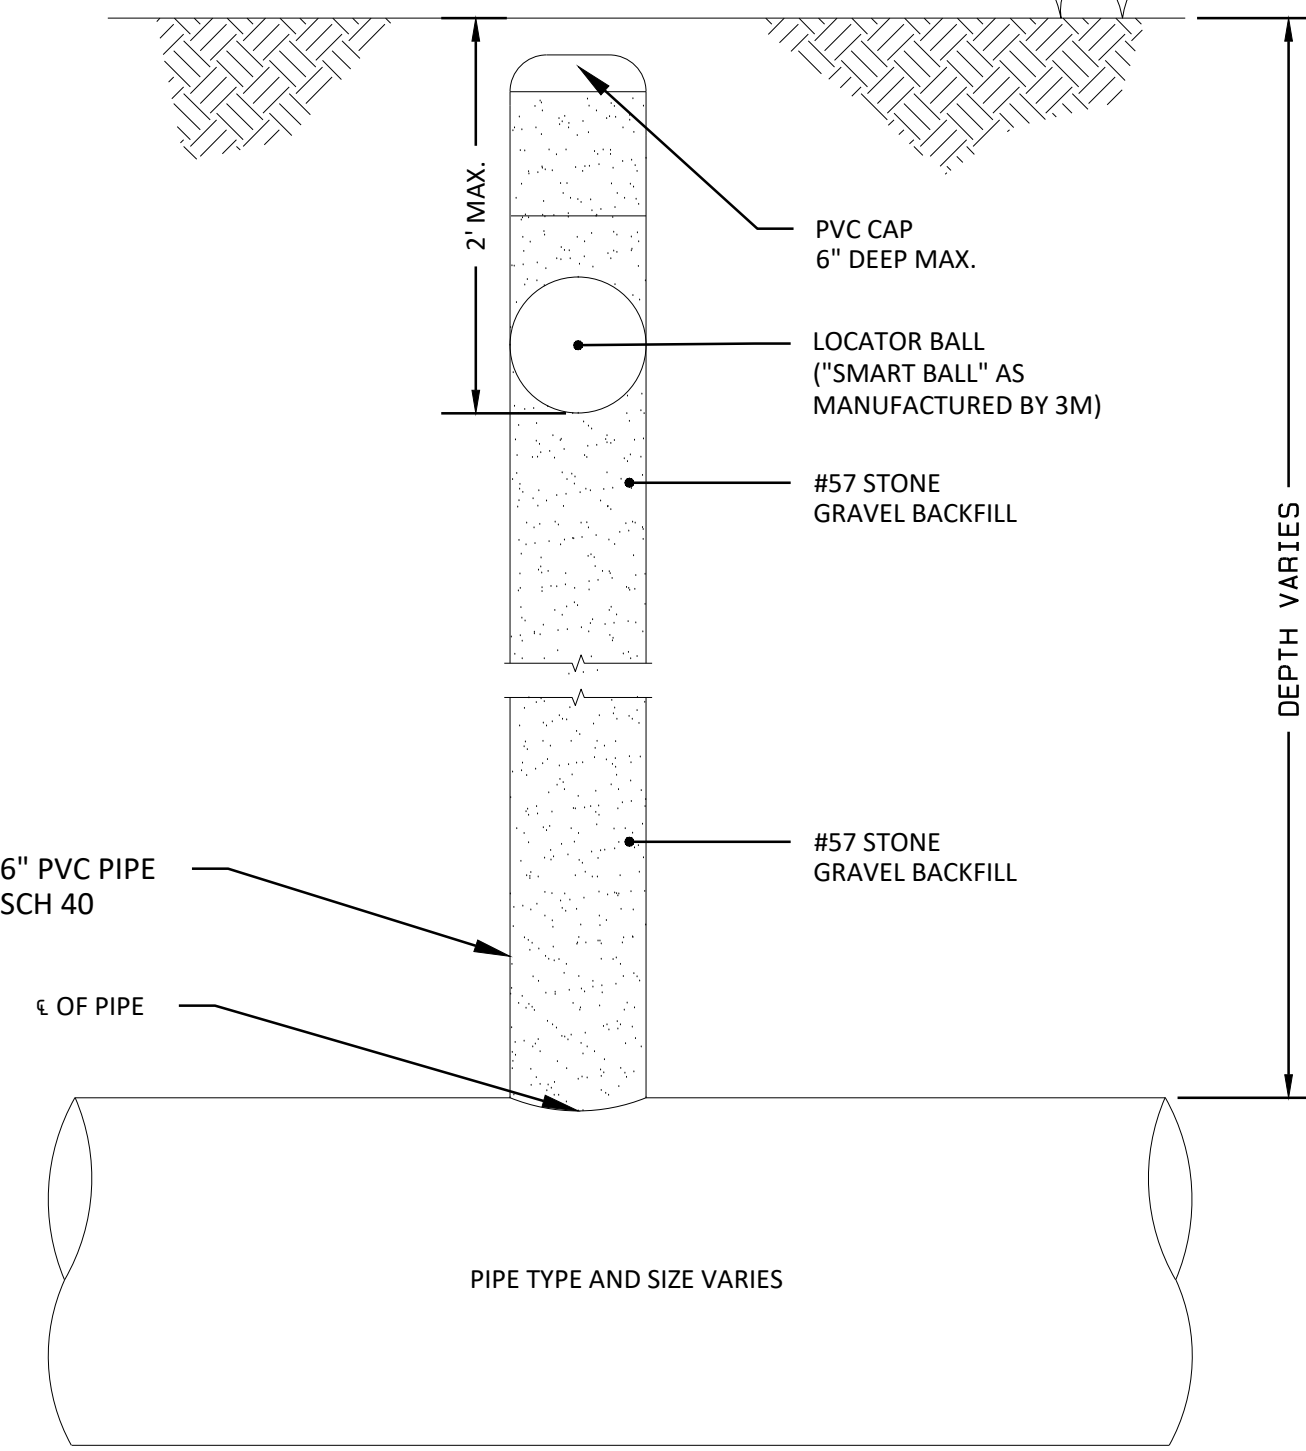 2' MAX.
PVC CAP
6" DEEP MAX.
LOCATOR BALL
("SMART BALL" AS
MANUFACTURED BY 3M)
#57 STONE
GRAVEL BACKFILL
DEPTH VARIES
#57 STONE
GRAVEL BACKFILL
6" PVC PIPE
SCH 40
℄ OF PIPE
PIPE TYPE AND SIZE VARIES